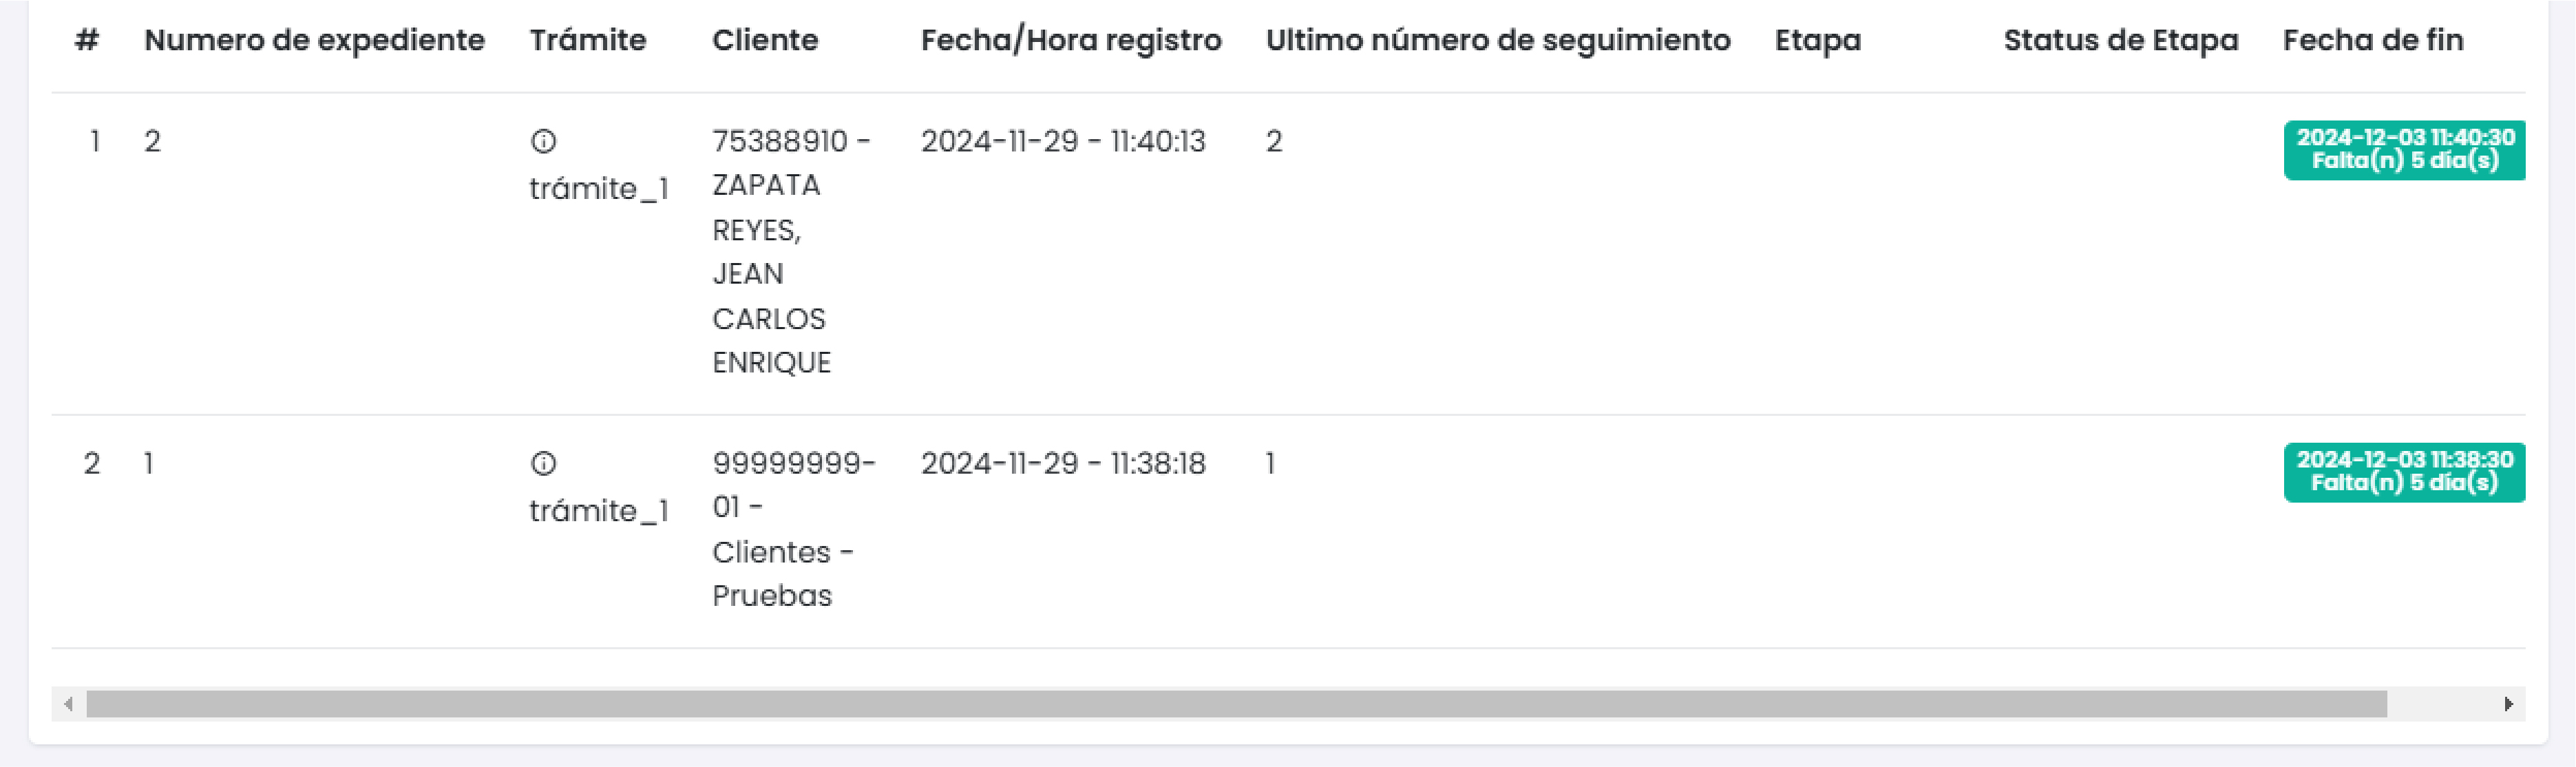 # Numero de expediente Trámite Cliente Fecha/Hora registro Ultimo número de seguimiento Etapa Status de Etapa Fecha de fin
1 2 trámite_1 75388910 - 2024-11-29 - 11:40:13 2 2024-12-03 11:40:30
ZAPATA Falta(n) 5 día(s)
REYES,
JEAN
CARLOS
ENRIQUE
2 1 trámite_1 99999999- 2024-11-29 - 11:38:18 1 2024-12-03 11:38:30
01 - Falta(n) 5 día(s)
Clientes -
Pruebas